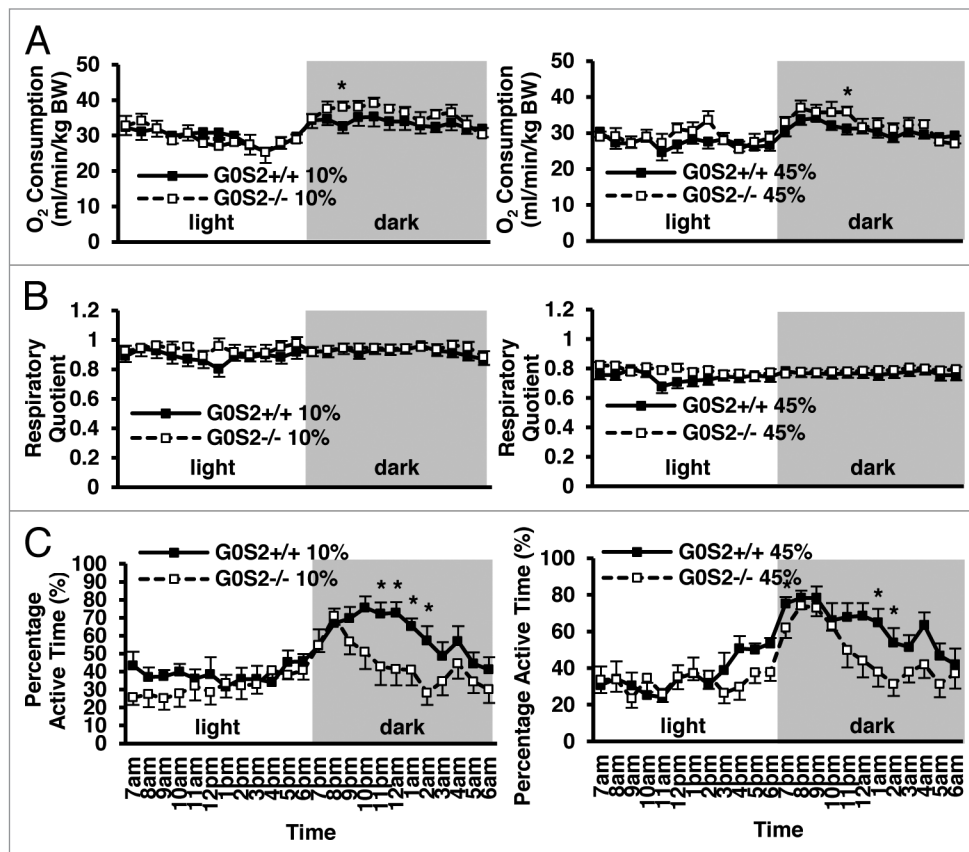 A
O2 Consumption
(ml/min/kg BW)
50
40
30
20
10
0
*
G0S2+/+ 10%
G0S2-/- 10%
light
dark
O2 Consumption
(ml/min/kg BW)
50
40
30
20
10
0
*
G0S2+/+ 45%
G0S2-/- 45%
light
dark
B
Respiratory
Quotient
1.2
1
0.8
0.6
0.4
0.2
0
G0S2+/+ 10%
G0S2-/- 10%
light
dark
Respiratory
Quotient
1.2
1
0.8
0.6
0.4
0.2
0
G0S2+/+ 45%
G0S2-/- 45%
light
dark
C
Percentage
Active Time (%)
100
90
80
70
60
50
40
30
20
10
0
G0S2+/+ 10%
G0S2-/- 10%
* * * *
light
dark
7am
8am
9am
10am
11am
12pm
1pm
2pm
3pm
4pm
5pm
6pm
7pm
8pm
9pm
10pm
11pm
12am
1am
2am
3am
4am
5am
6am
Time
Percentage Active Time (%)
100
80
60
40
20
0
G0S2+/+ 45%
G0S2-/- 45%
* * *
light
dark
7am
8am
9am
10am
11am
12pm
1pm
2pm
3pm
4pm
5pm
6pm
7pm
8pm
9pm
10pm
11pm
12am
1am
2am
3am
4am
5am
6am
Time